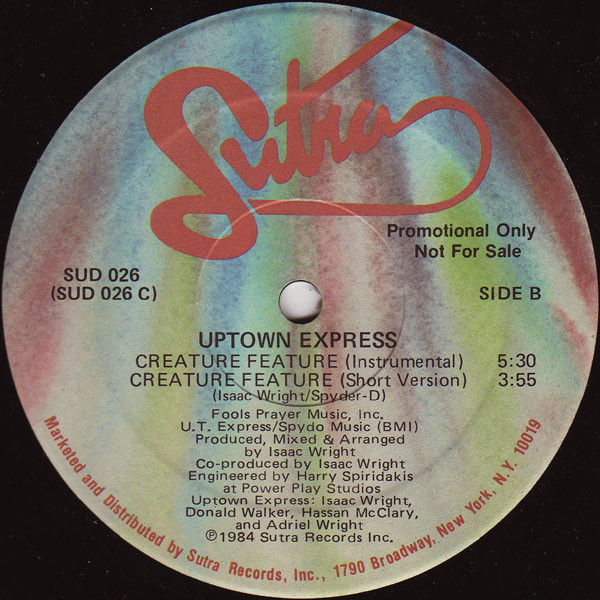 Sutra
Promotional Only
Not For Sale
SUD 026
(SUD 026 C)
SIDE B
UPTOWN EXPRESS
CREATURE FEATURE (Instrumental) 5:30
CREATURE FEATURE (Short Version) 3:55
(Isaac Wright/Spyder-D)
Fools Prayer Music, Inc.
U.T. Express/Spydo Music (BMI)
Produced, Mixed & Arranged
by Isaac Wright
Co-produced by Isaac Wright
Engineered by Harry Spiridakis
at Power Play Studios
Uptown Express: Isaac Wright,
Donald Walker, Hassan McClary,
and Adriel Wright
℗1984 Sutra Records Inc.
Marketed and Distributed by Sutra Records, Inc., 1790 Broadway, New York, N.Y. 10019